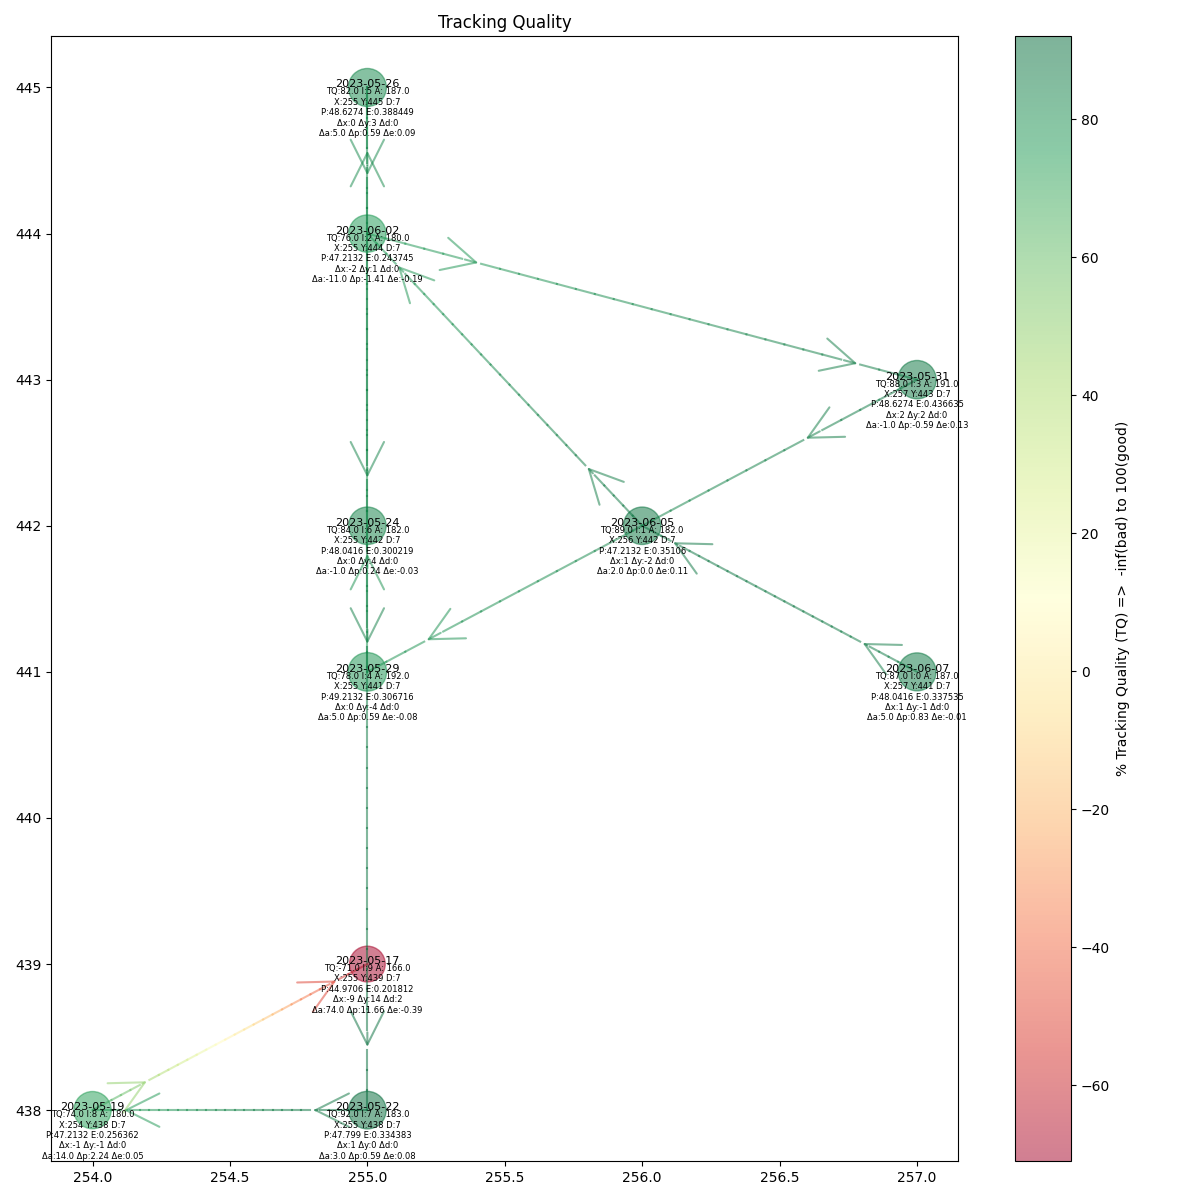 Tracking Quality
445
444
443
442
441
440
439
438
254.0
254.5
255.0
255.5
256.0
256.5
257.0
2023-05-26
TQ:82.0 I:5 A: 187.0
X:255 Y:445 D:7
P:48.6274 E:0.388449
Δx:0 Δy:3 Δd:0
Δa:5.0 Δp:0.59 Δe:0.09
2023-06-02
TQ:76.0 I:2 A: 180.0
X:255 Y:444 D:7
P:47.2132 E:0.243745
Δx:-2 Δy:1 Δd:0
Δa:-11.0 Δp:-1.41 Δe:-0.19
2023-05-31
TQ:88.0 I:3 A: 191.0
X:257 Y:443 D:7
P:48.6274 E:0.436635
Δx:2 Δy:2 Δd:0
Δa:-1.0 Δp:-0.59 Δe:0.13
2023-05-24
TQ:84.0 I:6 A: 182.0
X:255 Y:442 D:7
P:48.0416 E:0.300219
Δx:0 Δy:4 Δd:0
Δa:-1.0 Δp:0.24 Δe:-0.03
2023-06-05
TQ:89.0 I:1 A: 182.0
X:256 Y:442 D:7
P:47.2132 E:0.35106
Δx:1 Δy:-2 Δd:0
Δa:2.0 Δp:0.0 Δe:0.11
2023-05-29
TQ:78.0 I:4 A: 192.0
X:255 Y:441 D:7
P:49.2132 E:0.306716
Δx:0 Δy:-4 Δd:0
Δa:5.0 Δp:0.59 Δe:-0.08
2023-06-07
TQ:87.0 I:0 A: 187.0
X:257 Y:441 D:7
P:48.0416 E:0.337535
Δx:1 Δy:-1 Δd:0
Δa:5.0 Δp:0.83 Δe:-0.01
2023-05-17
TQ:-71.0 I:9 A: 166.0
X:255 Y:439 D:7
P:44.9706 E:0.201812
Δx:-9 Δy:14 Δd:2
Δa:74.0 Δp:11.66 Δe:-0.39
2023-05-19
TQ:74.0 I:8 A: 180.0
X:254 Y:438 D:7
P:47.2132 E:0.256362
Δx:-1 Δy:-1 Δd:0
Δa:14.0 Δp:2.24 Δe:0.05
2023-05-22
TQ:92.0 I:7 A: 183.0
X:255 Y:438 D:7
P:47.799 E:0.334383
Δx:1 Δy:0 Δd:0
Δa:3.0 Δp:0.59 Δe:0.08
80
60
40
20
0
−20
−40
−60
% Tracking Quality (TQ) => -inf(bad) to 100(good)